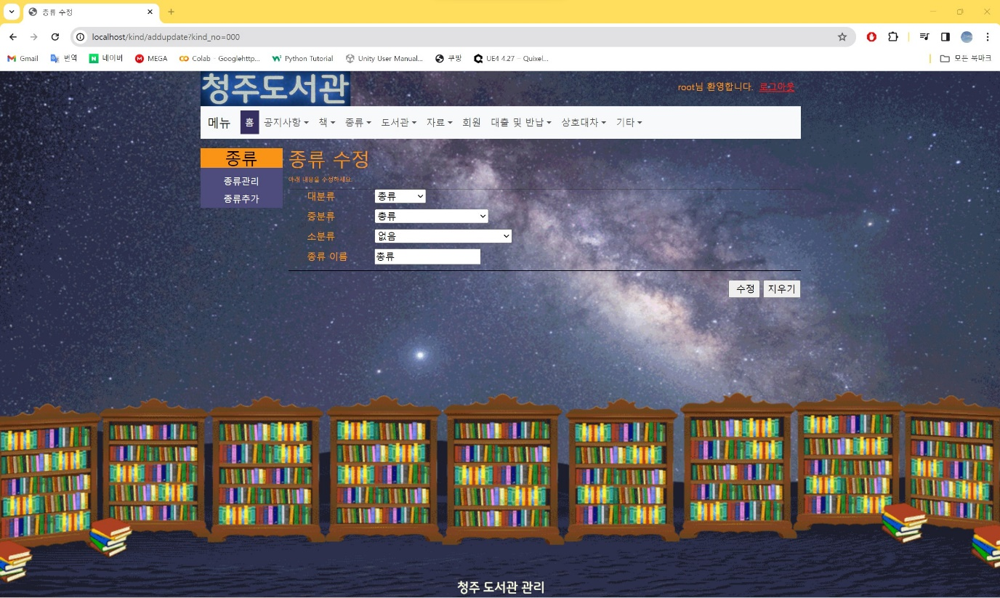 종류 수정
localhost/kind/addupdate?kind_no=000
Gmail 번역 네이버 MEGA Colab - Googlehttp... Python Tutorial Unity User Manual... 쿠팡 UE4 4.27 – Quixel... 모든 북마크
청주도서관
root님 환영합니다. 로그아웃
메뉴 홈 공지사항 책 종류 도서관 자료 회원 대출 및 반납 상호대차 기타
종류
종류관리
종류추가
종류 수정
아래 내용을 수정하세요.
대분류 종류
중분류 총류
소분류 없음
종류 이름 종류
수정 지우기
청주 도서관 관리